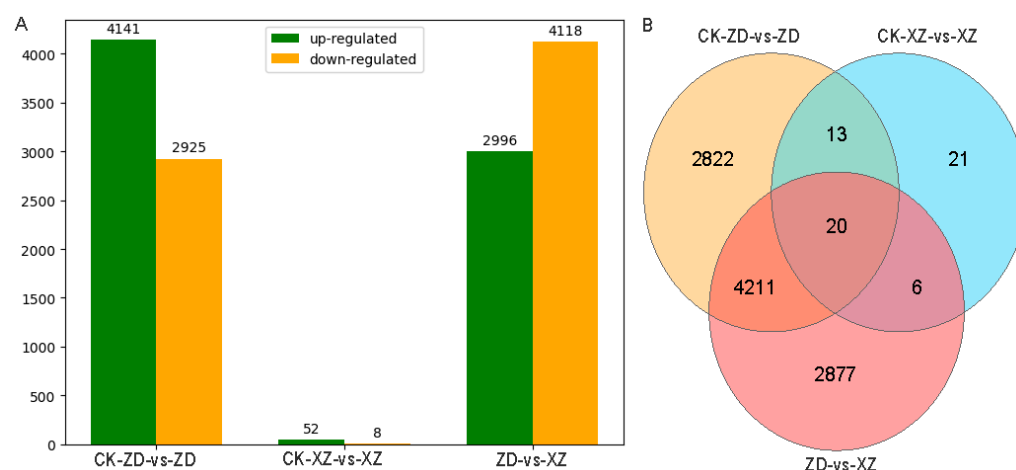 A
4141
4118
up-regulated
down-regulated
4000
3500
3000
2500
2000
1500
1000
500
0
2925
2996
52
8
CK-ZD-vs-ZD
CK-XZ-vs-XZ
ZD-vs-XZ
B
CK-ZD-vs-ZD
CK-XZ-vs-XZ
13
2822
21
20
4211
6
2877
ZD-vs-XZ